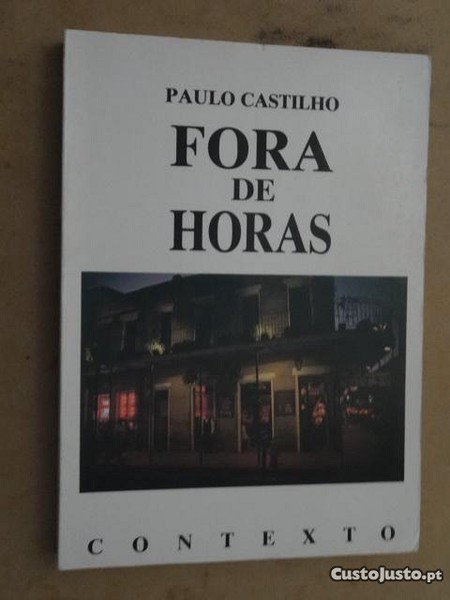 PAULO CASTILHO
FORA
DE
HORAS
CONTEXTO
CustoJusto.pt